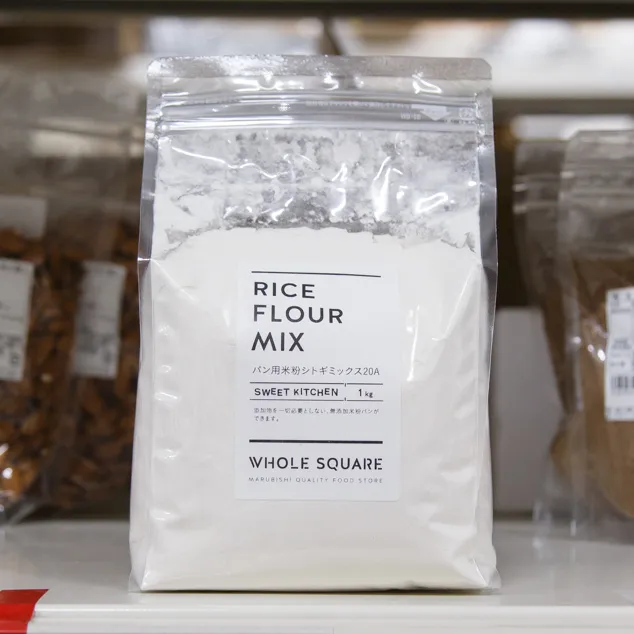 RICE
FLOUR
MIX
パン用米粉シトギミックス20A
SWEET KITCHEN 1kg
添加物を一切必要としない、無添加米粉パンが
できます。
WHOLE SQUARE
MARUBISHI QUALITY FOOD STORE